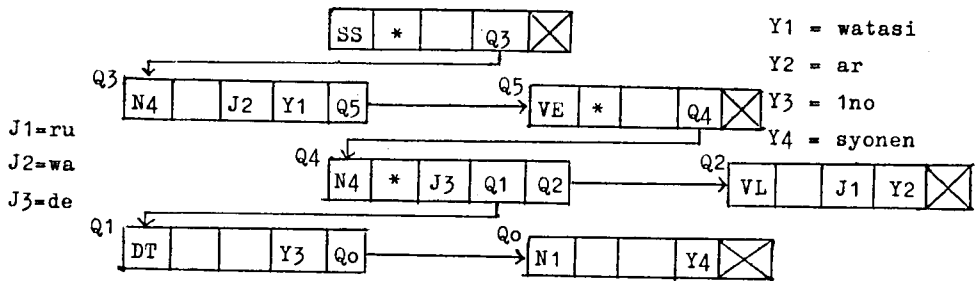 SS * Q3
Y1 = watasi
Q3
N4 J2 Y1 Q5
Q5
VE * Q4
Y2 = ar
Y3 = 1no
Y4 = syonen
J1=ru
J2=wa
J3=de
Q4
N4 * J3 Q1 Q2
Q2
VL J1 Y2
Q1
DT Y3 Qo
Qo
N1 Y4